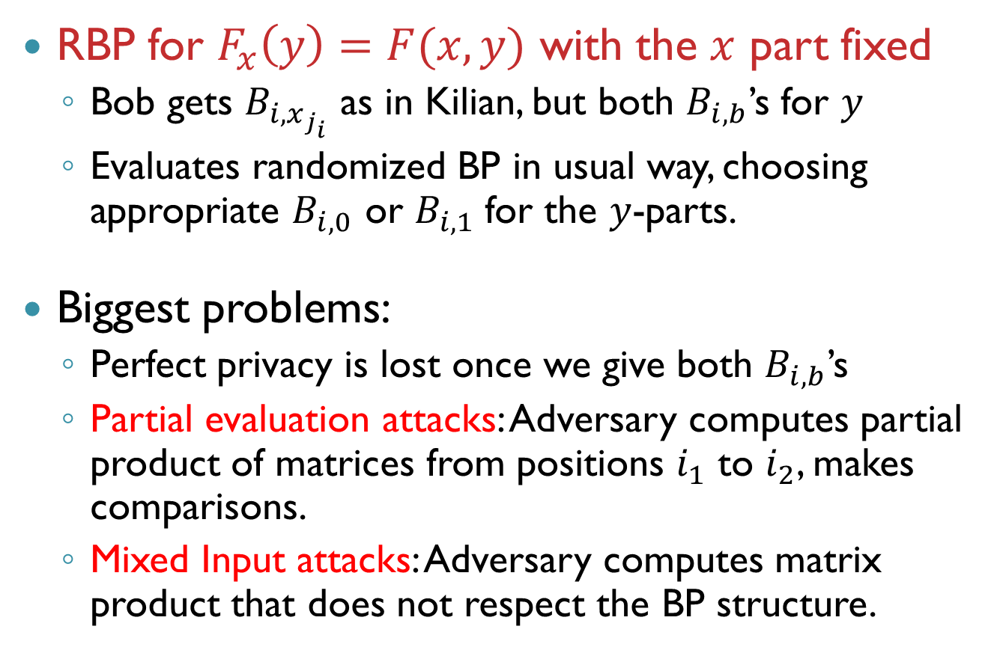 • RBP for $F_x(y) = F(x, y)$ with the $x$ part fixed
◦ Bob gets $B_{i,x_{j_i}}$ as in Kilian, but both $B_{i,b}$'s for $y$
◦ Evaluates randomized BP in usual way, choosing
appropriate $B_{i,0}$ or $B_{i,1}$ for the $y$-parts.
• Biggest problems:
◦ Perfect privacy is lost once we give both $B_{i,b}$'s
◦ Partial evaluation attacks: Adversary computes partial
product of matrices from positions $i_1$ to $i_2$, makes
comparisons.
◦ Mixed Input attacks: Adversary computes matrix
product that does not respect the BP structure.